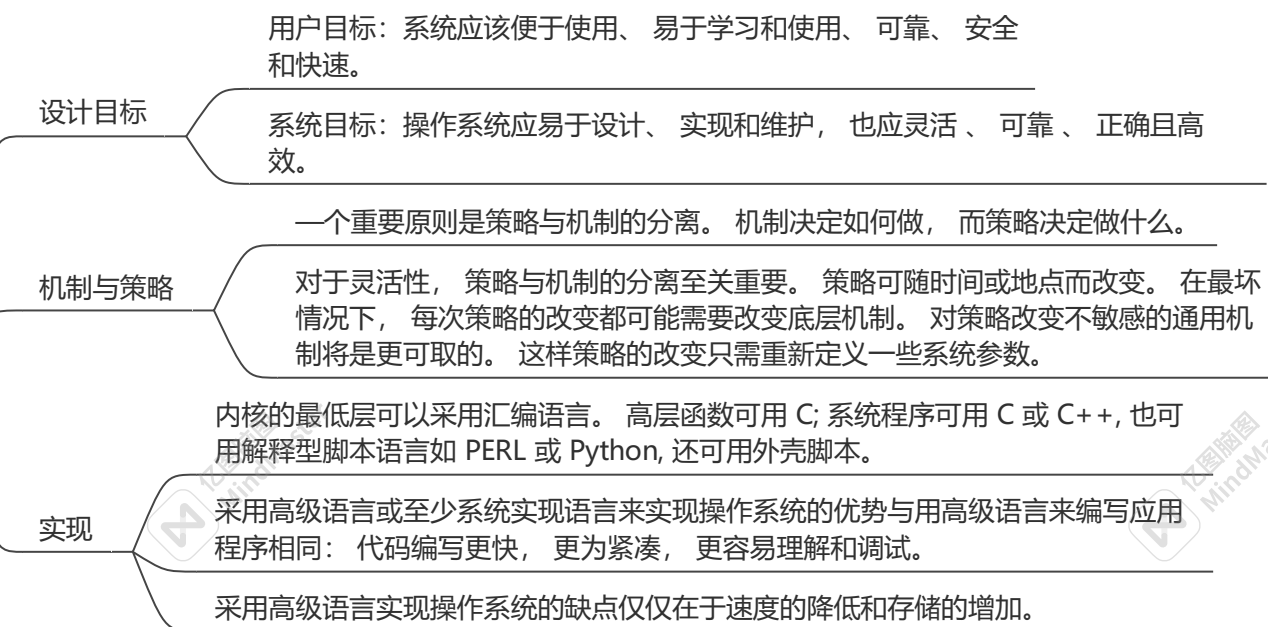 用户目标：系统应该便于使用、 易于学习和使用、 可靠、 安全
和快速。
设计目标
系统目标：操作系统应易于设计、 实现和维护， 也应灵活 、 可靠 、 正确且高
效。
—个重要原则是策略与机制的分离。 机制决定如何做， 而策略决定做什么。
机制与策略
对于灵活性， 策略与机制的分离至关重要。 策略可随时间或地点而改变。 在最坏
情况下， 每次策略的改变都可能需要改变底层机制。 对策略改变不敏感的通用机
制将是更可取的。 这样策略的改变只需重新定义一些系统参数。
内核的最低层可以采用汇编语言。 高层函数可用 C; 系统程序可用 C 或 C++, 也可
用解释型脚本语言如 PERL 或 Python, 还可用外壳脚本。
实现
采用高级语言或至少系统实现语言来实现操作系统的优势与用高级语言来编写应用
程序相同： 代码编写更快， 更为紧凑， 更容易理解和调试。
采用高级语言实现操作系统的缺点仅仅在于速度的降低和存储的增加。
亿图脑图
亿图脑图